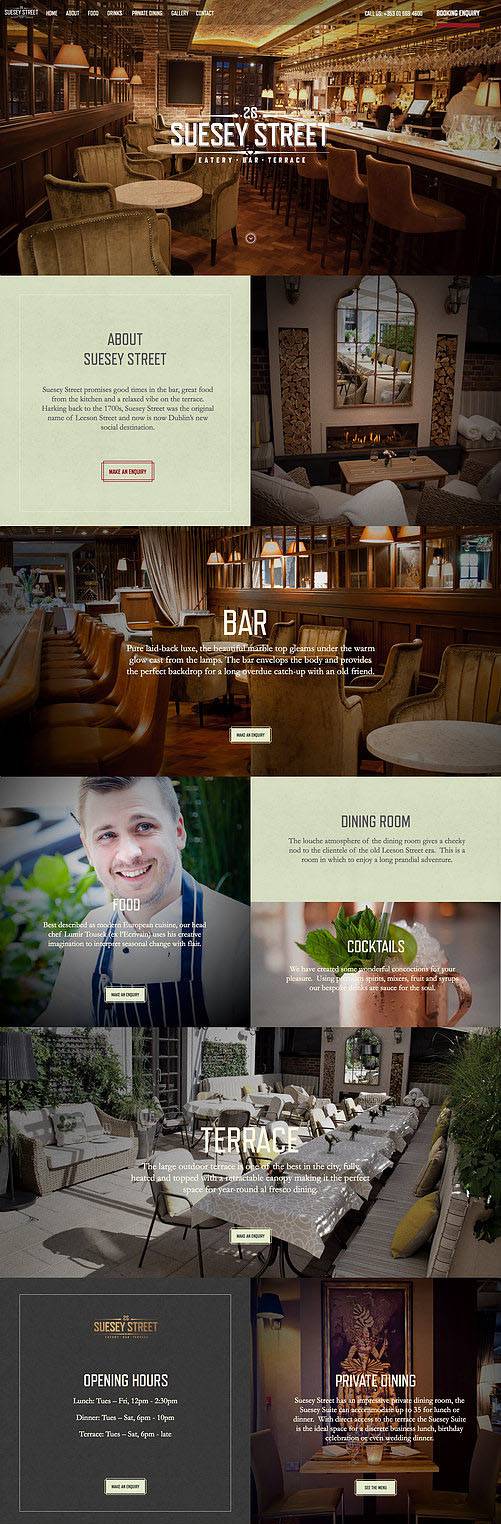 SUESEY STREET
HOME ABOUT FOOD DRINKS PRIVATE DINING GALLERY CONTACT
CALL US: +353 01 669 4600 BOOKING ENQUIRY
26
SUESEY STREET
EATERY · BAR · TERRACE
ABOUT
SUESEY STREET
Suesey Street promises good times in the bar, great food
from the kitchen and a relaxed vibe on the terrace.
Harking back to the 1700s, Suesey Street was the original
name of Leeson Street and now is now Dublin's new
social destination.
MAKE AN ENQUIRY
BAR
Pure laid-back luxe, the beautiful marble top gleams under the warm
glow cast from the lamps. The bar envelops the body and provides
the perfect backdrop for a long overdue catch-up with an old friend.
MAKE AN ENQUIRY
FOOD
Best described as modern European cuisine, our head
chef Lumir Tousek (ex l'Ecrivain) uses his creative
imagination to interpret seasonal change with flair.
MAKE AN ENQUIRY
DINING ROOM
The louche atmosphere of the dining room gives a cheeky
nod to the clientele of the old Leeson Street era. This is a
room in which to enjoy a long prandial adventure.
COCKTAILS
We have created some wonderful concoctions for your
pleasure. Using premium spirits, mixers, fruit and syrups
our bespoke drinks are sauce for the soul.
TERRACE
The large outdoor terrace is one of the best in the city, fully
heated and topped with a retractable canopy making it the perfect
space for year-round al fresco dining.
MAKE AN ENQUIRY
26
SUESEY STREET
EATERY · BAR · TERRACE
OPENING HOURS
Lunch: Tues – Fri, 12pm - 2:30pm
Dinner: Tues – Sat, 6pm - 10pm
Terrace: Tues – Sat, 6pm - late
MAKE AN ENQUIRY
PRIVATE DINING
Suesey Street has an impressive private dining room, the
Suesey Suite can accommodate up to 35 for lunch or
dinner. With direct access to the terrace the Suesey Suite
is the ideal space for a discrete business lunch, birthday
celebration or even wedding dinner.
SEE THE MENU